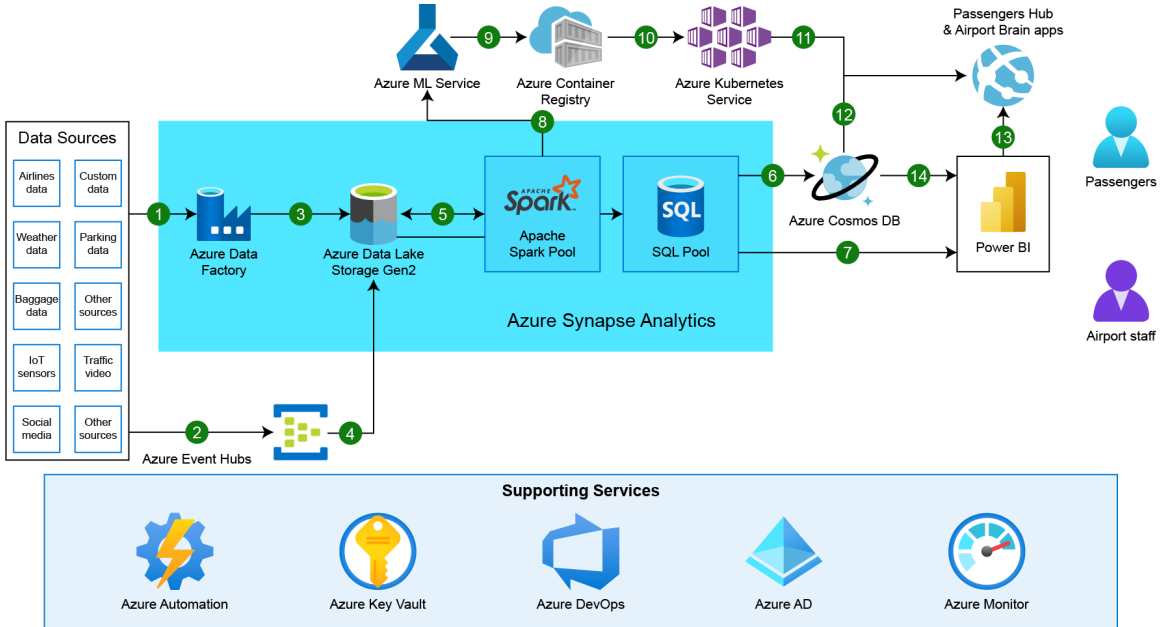 Passengers Hub
& Airport Brain apps
9
10
11
Azure ML Service
Azure Container
Registry
Azure Kubernetes
Service
8
12
13
Data Sources
Airlines
data
Custom
data
Weather
data
Parking
data
Baggage
data
Other
sources
IoT
sensors
Traffic
video
Social
media
Other
sources
1
Azure Data
Factory
3
Azure Data Lake
Storage Gen2
5
APACHE
Spark
Apache
Spark Pool
SQL
SQL Pool
6
Azure Cosmos DB
14
7
Power BI
Passengers
Airport staff
Azure Synapse Analytics
2
4
Azure Event Hubs
Supporting Services
Azure Automation
Azure Key Vault
Azure DevOps
Azure AD
Azure Monitor